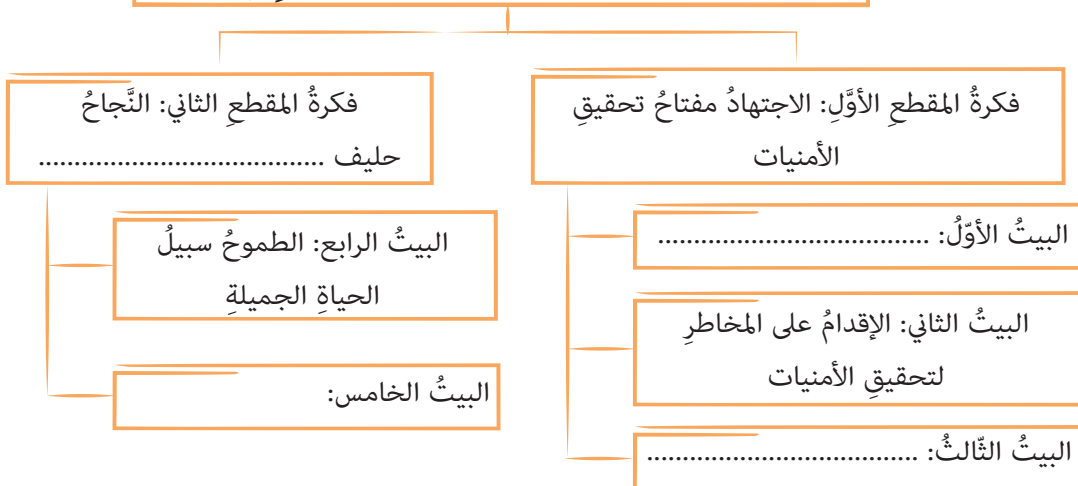 فكرةُ المقطعِ الأوَّلِ: الاجتهادُ مفتاحُ تحقيقِ
الأمنيات
البيتُ الأوّلُ: ......................................
البيتُ الثاني: الإقدامُ على المخاطرِ
لتحقيقِ الأمنيات
البيتُ الثّالثُ: ......................................
فكرةُ المقطعِ الثاني: النَّجاحُ
حليف ........................................
البيتُ الرابع: الطموحُ سبيلُ
الحياةِ الجميلةِ
البيتُ الخامس: